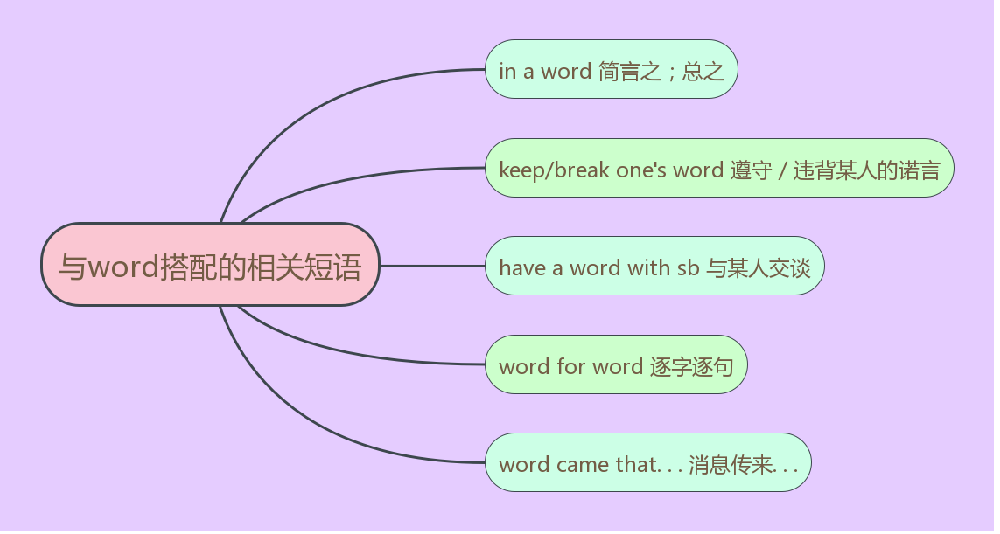 in a word 简言之；总之
keep/break one's word 遵守 / 违背某人的诺言
与word搭配的相关短语
have a word with sb 与某人交谈
word for word 逐字逐句
word came that. . . 消息传来. . .